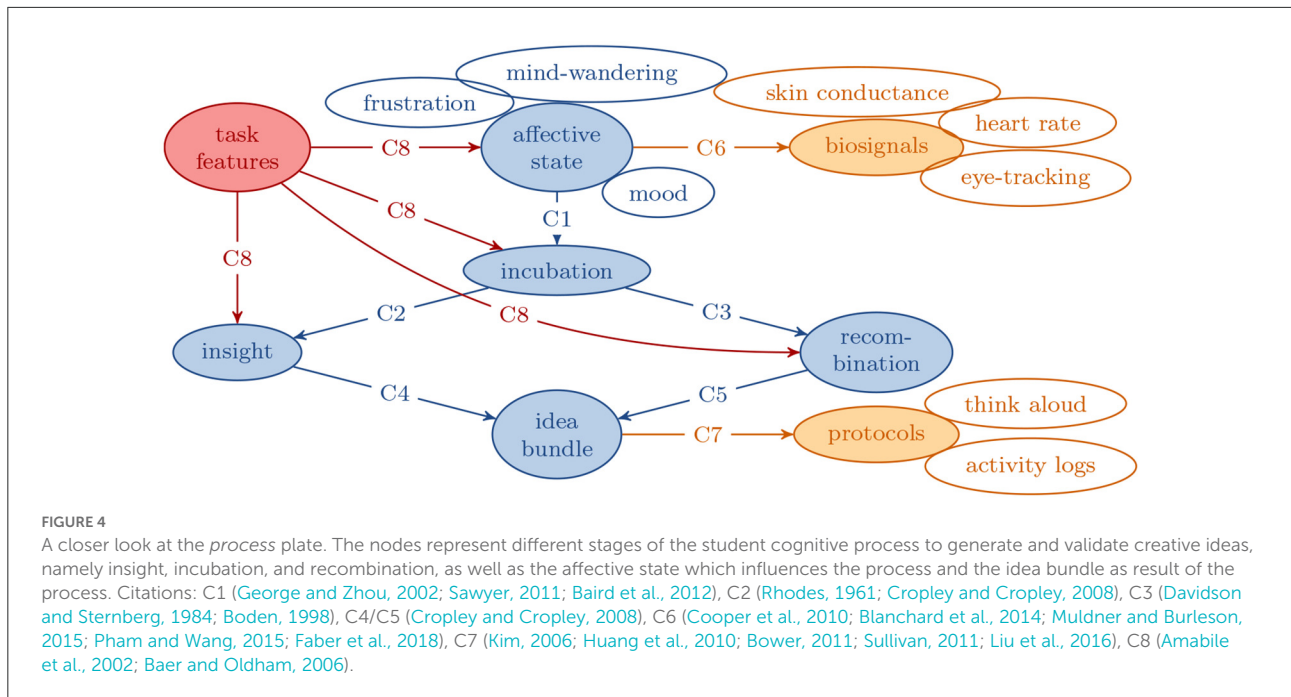 mind-wandering
frustration
skin conductance
task
features
C8
affective
state
C6
biosignals
heart rate
eye-tracking
mood
C8
C1
C8
incubation
C2
C8
C3
insight
recom-
bination
C4
C5
idea
bundle
C7
protocols
think aloud
activity logs
FIGURE 4
A closer look at the process plate. The nodes represent different stages of the student cognitive process to generate and validate creative ideas,
namely insight, incubation, and recombination, as well as the affective state which influences the process and the idea bundle as result of the
process. Citations: C1 (George and Zhou, 2002; Sawyer, 2011; Baird et al., 2012), C2 (Rhodes, 1961; Cropley and Cropley, 2008), C3 (Davidson
and Sternberg, 1984; Boden, 1998), C4/C5 (Cropley and Cropley, 2008), C6 (Cooper et al., 2010; Blanchard et al., 2014; Muldner and Burleson,
2015; Pham and Wang, 2015; Faber et al., 2018), C7 (Kim, 2006; Huang et al., 2010; Bower, 2011; Sullivan, 2011; Liu et al., 2016), C8 (Amabile
et al., 2002; Baer and Oldham, 2006).